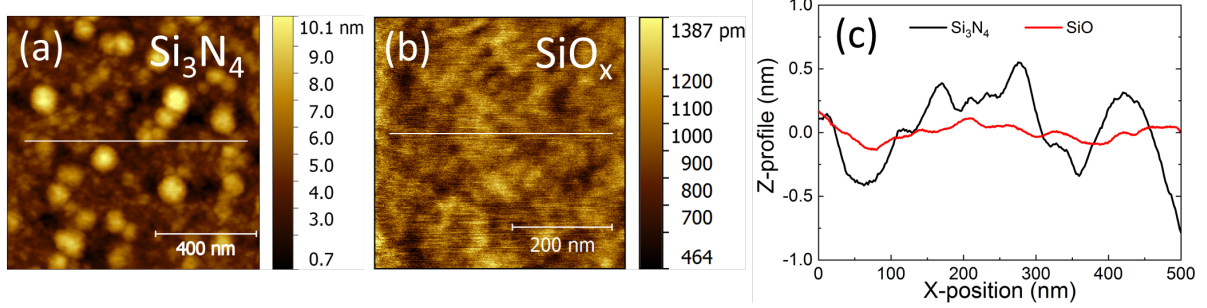 (a)
Si₃N₄
400 nm
10.1 nm
9.0
8.0
7.0
6.0
5.0
4.0
3.0
2.0
0.7
(b)
SiOₓ
200 nm
1387 pm
1200
1100
1000
900
800
700
464
(c)
Si₃N₄
SiO
Z-profile (nm)
1.0
0.5
0.0
-0.5
-1.0
0
100
200
300
400
500
X-position (nm)